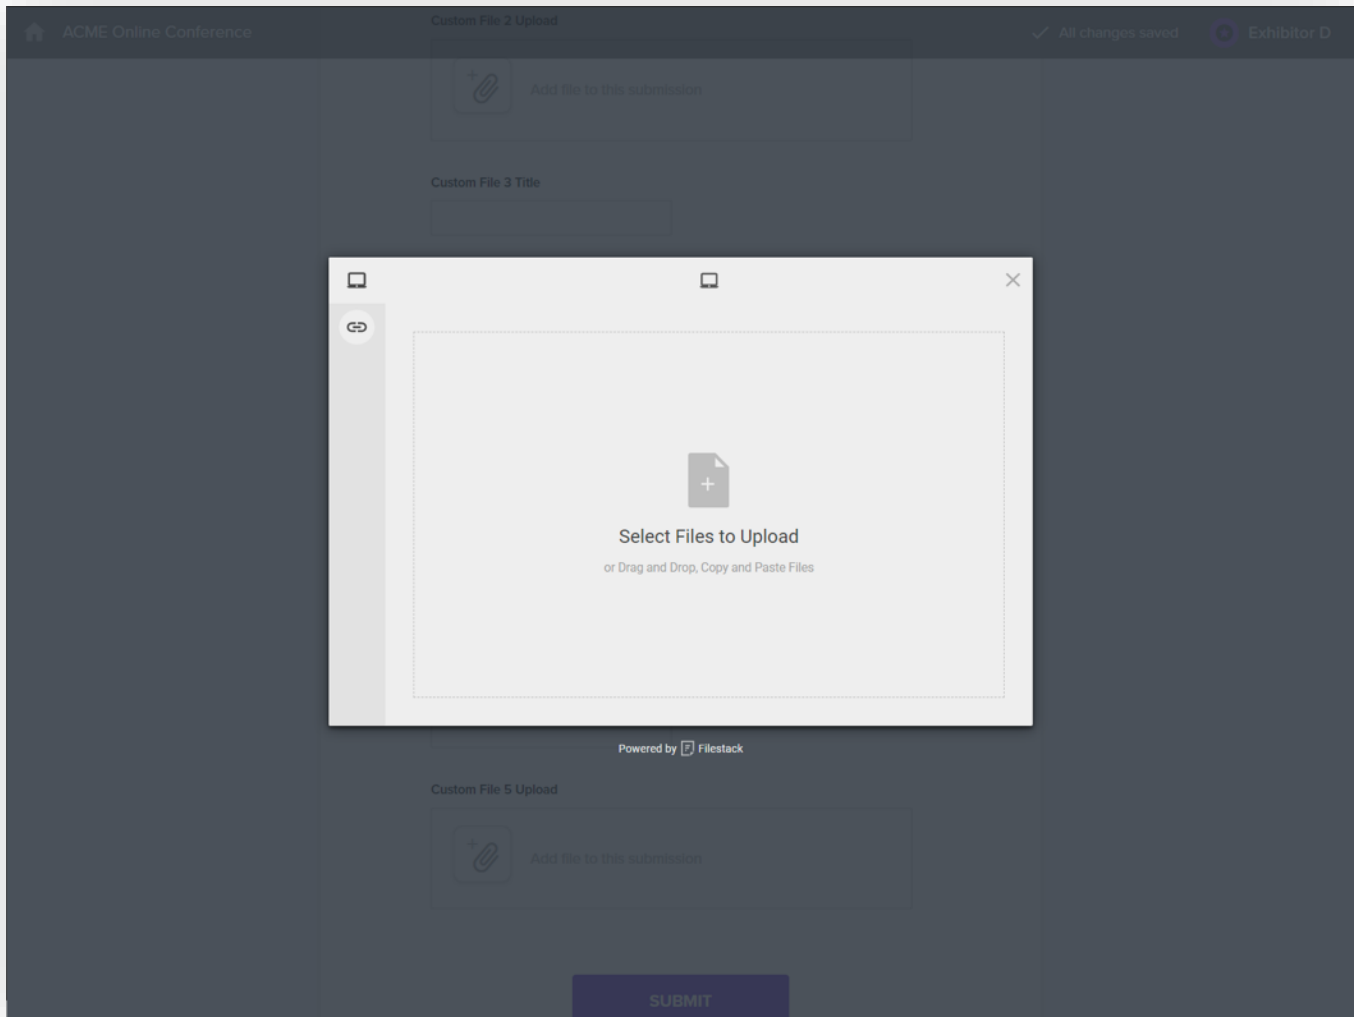 Custom File 2 Upload
ACME Online Conference
All changes saved
Exhibitor D
Add file to this submission
Custom File 3 Title
Select Files to Upload
or Drag and Drop, Copy and Paste Files
Powered by Filestack
Custom File 5 Upload
Add file to this submission
SUBMIT